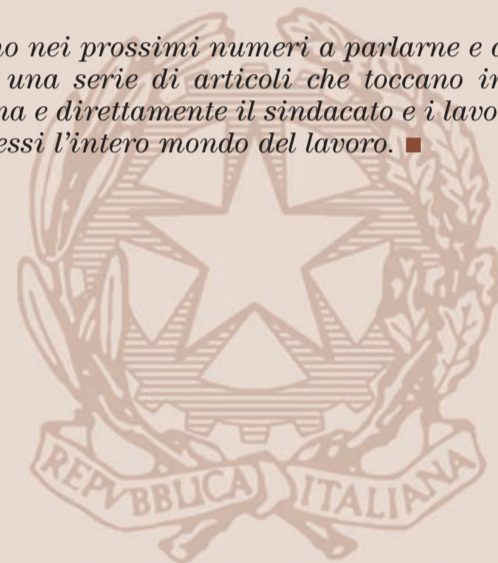 no nei prossimi numeri a parlarne e
una serie di articoli che toccano in
na e direttamente il sindacato e i lavo
essi l'intero mondo del lavoro. ■
REPVBBLICA ITALIANA